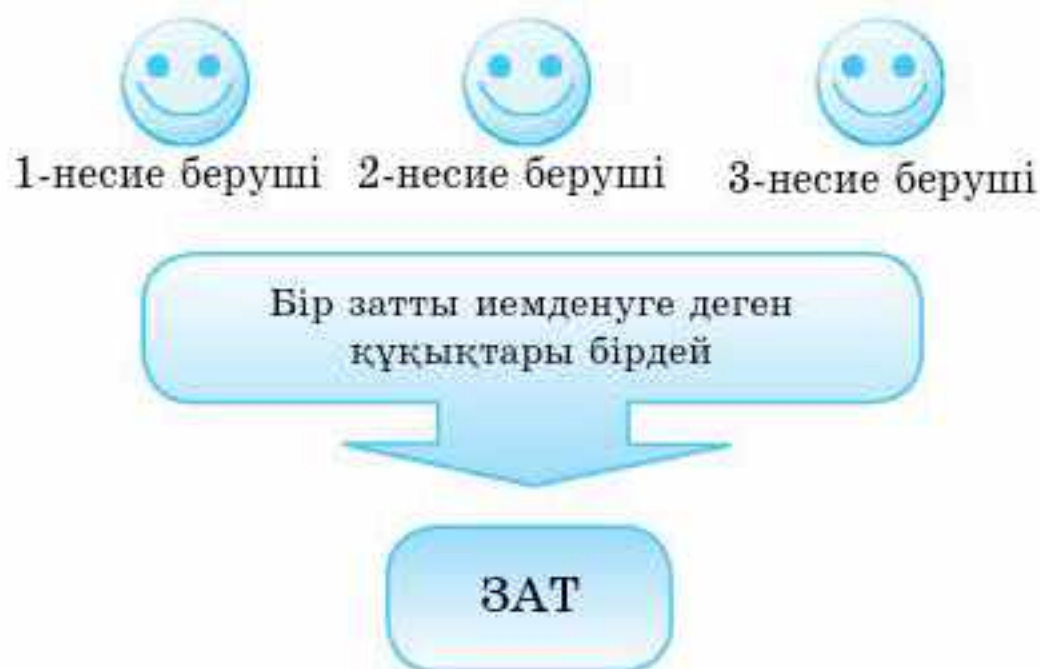 1-несие беруші 2-несие беруші 3-несие беруші
Бір затты иемденуге деген
құқықтары бірдей
ЗАТ